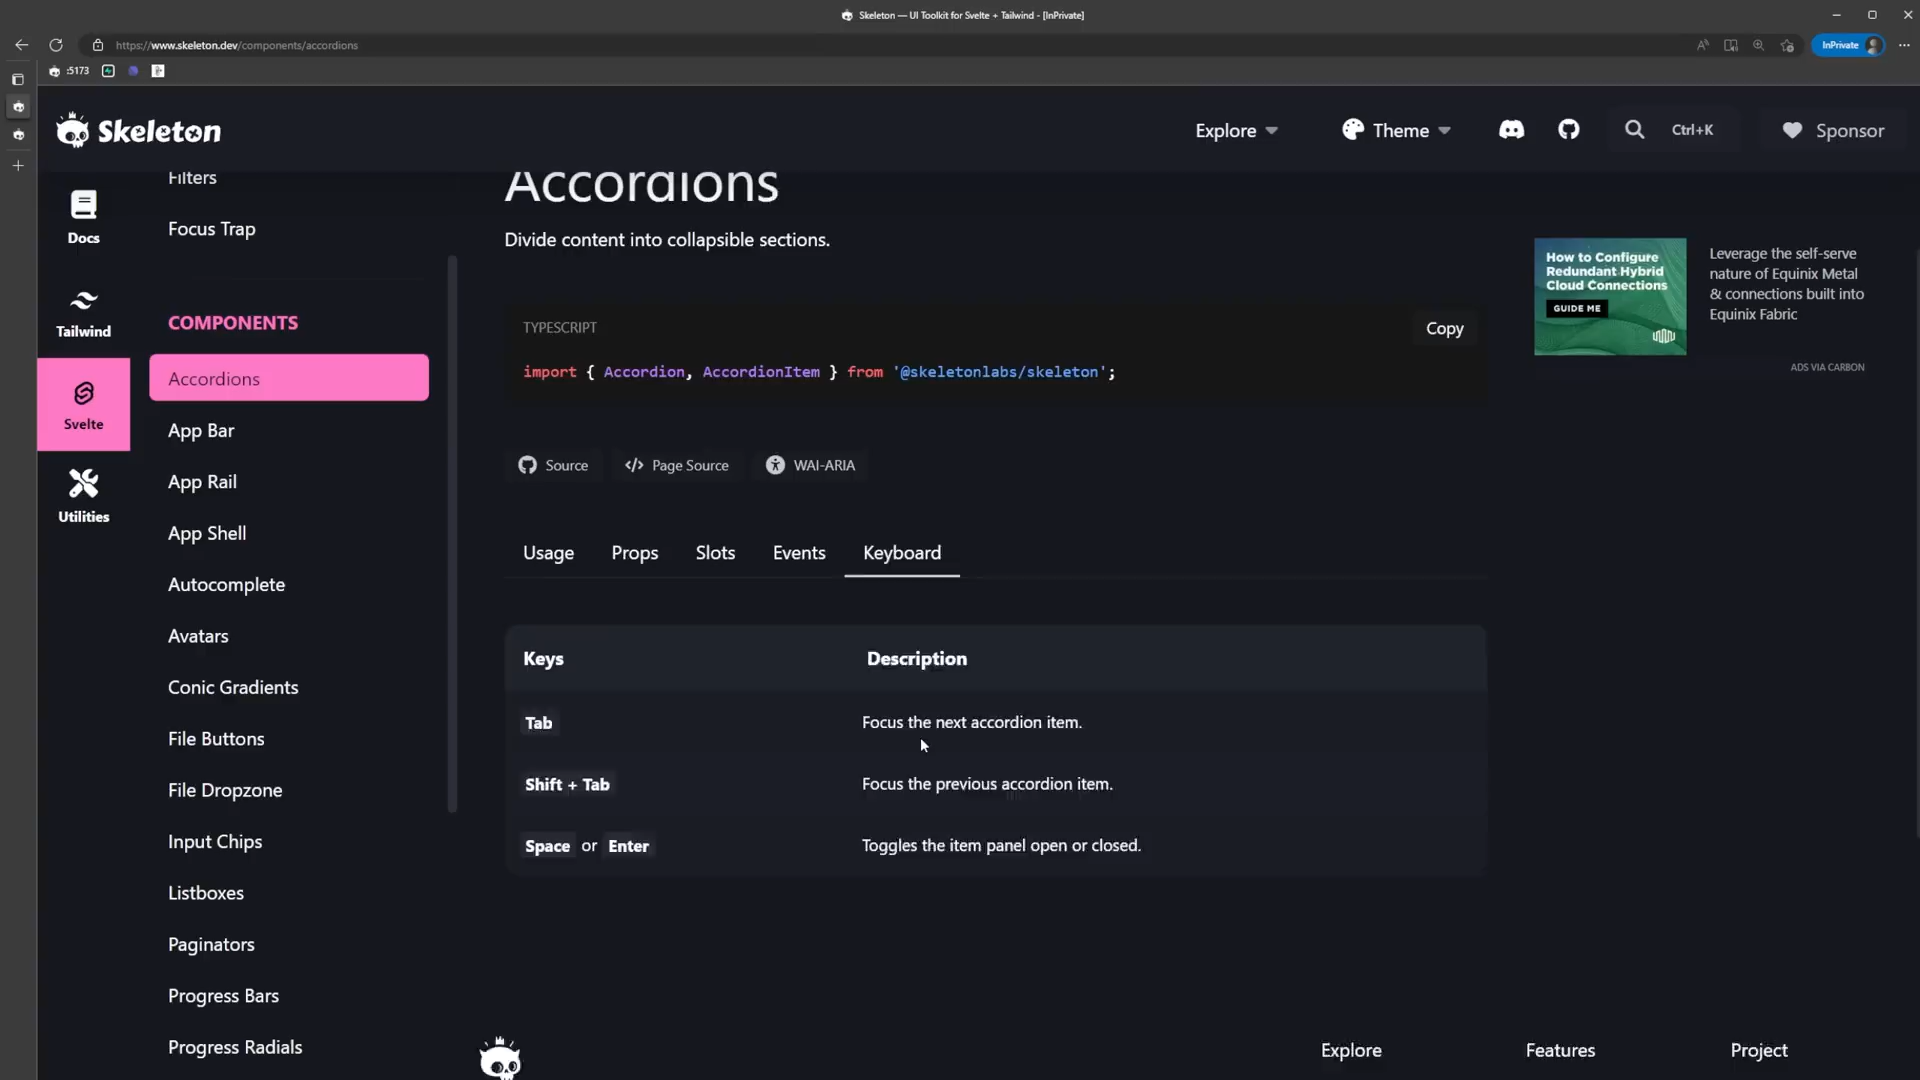 Skeleton — UI Toolkit for Svelte + Tailwind - [InPrivate]
https://www.skeleton.dev/components/accordions
InPrivate
:5173
Skeleton
Explore
Theme
Ctrl+K
Sponsor
Docs
Tailwind
Svelte
Utilities
Filters
Focus Trap
COMPONENTS
Accordions
App Bar
App Rail
App Shell
Autocomplete
Avatars
Conic Gradients
File Buttons
File Dropzone
Input Chips
Listboxes
Paginators
Progress Bars
Progress Radials
Accordions
Divide content into collapsible sections.
TYPESCRIPT
Copy
import { Accordion, AccordionItem } from '@skeletonlabs/skeleton';
Source
Page Source
WAI-ARIA
Usage
Props
Slots
Events
Keyboard
Keys
Description
Tab
Focus the next accordion item.
Shift + Tab
Focus the previous accordion item.
Space or Enter
Toggles the item panel open or closed.
How to Configure
Redundant Hybrid
Cloud Connections
GUIDE ME
Leverage the self-serve
nature of Equinix Metal
& connections built into
Equinix Fabric
ADS VIA CARBON
Explore
Features
Project